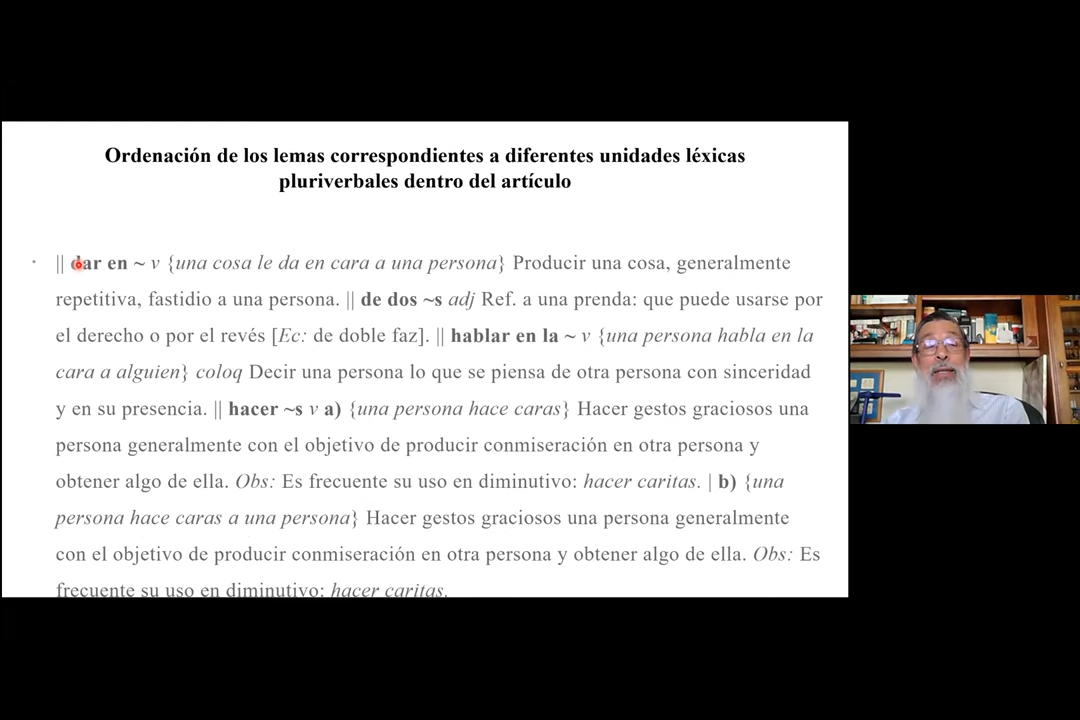 Ordenación de los lemas correspondientes a diferentes unidades léxicas
pluriverbales dentro del artículo
• || dar en ~ v {una cosa le da en cara a una persona} Producir una cosa, generalmente
repetitiva, fastidio a una persona. || de dos ~s adj Ref. a una prenda: que puede usarse por
el derecho o por el revés [Ec: de doble faz]. || hablar en la ~ v {una persona habla en la
cara a alguien} coloq Decir una persona lo que se piensa de otra persona con sinceridad
y en su presencia. || hacer ~s v a) {una persona hace caras} Hacer gestos graciosos una
persona generalmente con el objetivo de producir conmiseración en otra persona y
obtener algo de ella. Obs: Es frecuente su uso en diminutivo: hacer caritas. | b) {una
persona hace caras a una persona} Hacer gestos graciosos una persona generalmente
con el objetivo de producir conmiseración en otra persona y obtener algo de ella. Obs: Es
frecuente su uso en diminutivo: hacer caritas.